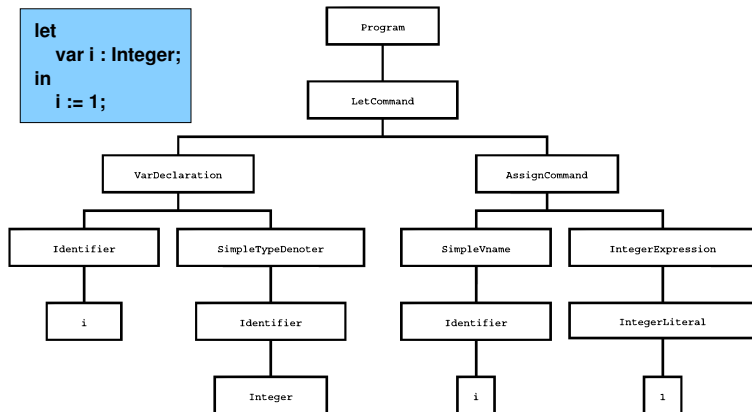 let
var i : Integer;
in
i := 1;
Program
LetCommand
VarDeclaration
AssignCommand
Identifier
SimpleTypeDenoter
SimpleVname
IntegerExpression
i
Identifier
Identifier
IntegerLiteral
Integer
i
1